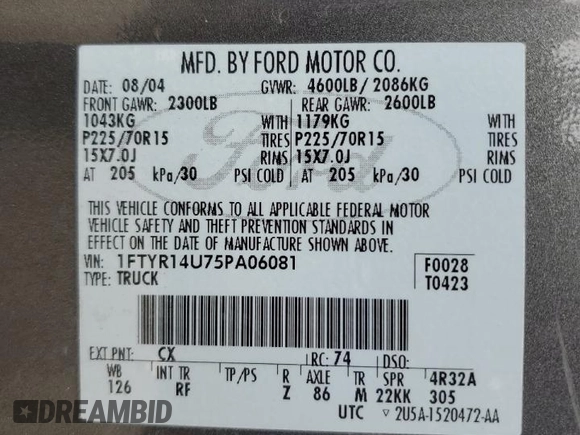 MFD. BY FORD MOTOR CO.
DATE: 08/04 GVWR: 4600LB/ 2086KG
FRONT GAWR: 2300LB REAR GAWR: 2600LB
1043KG WITH 1179KG WITH
P225/70R15 TIRES P225/70R15 TIRES
15X7.0J RIMS 15X7.0J RIMS
AT 205 kPa/30 PSI COLD AT 205 kPa/30 PSI COLD
Ford
THIS VEHICLE CONFORMS TO ALL APPLICABLE FEDERAL MOTOR
VEHICLE SAFETY AND THEFT PREVENTION STANDARDS IN
EFFECT ON THE DATE OF MANUFACTURE SHOWN ABOVE.
VIN: 1FTYR14U75PA06081 F0028
TYPE: TRUCK T0423
EXT PNT: CX RC: 74 DSO:
WB INT TR TP/PS R AXLE TR SPR 4R32A
126 RF Z 86 M 22KK 305
UTC 2U5A-1520472-AA
DREAMBID